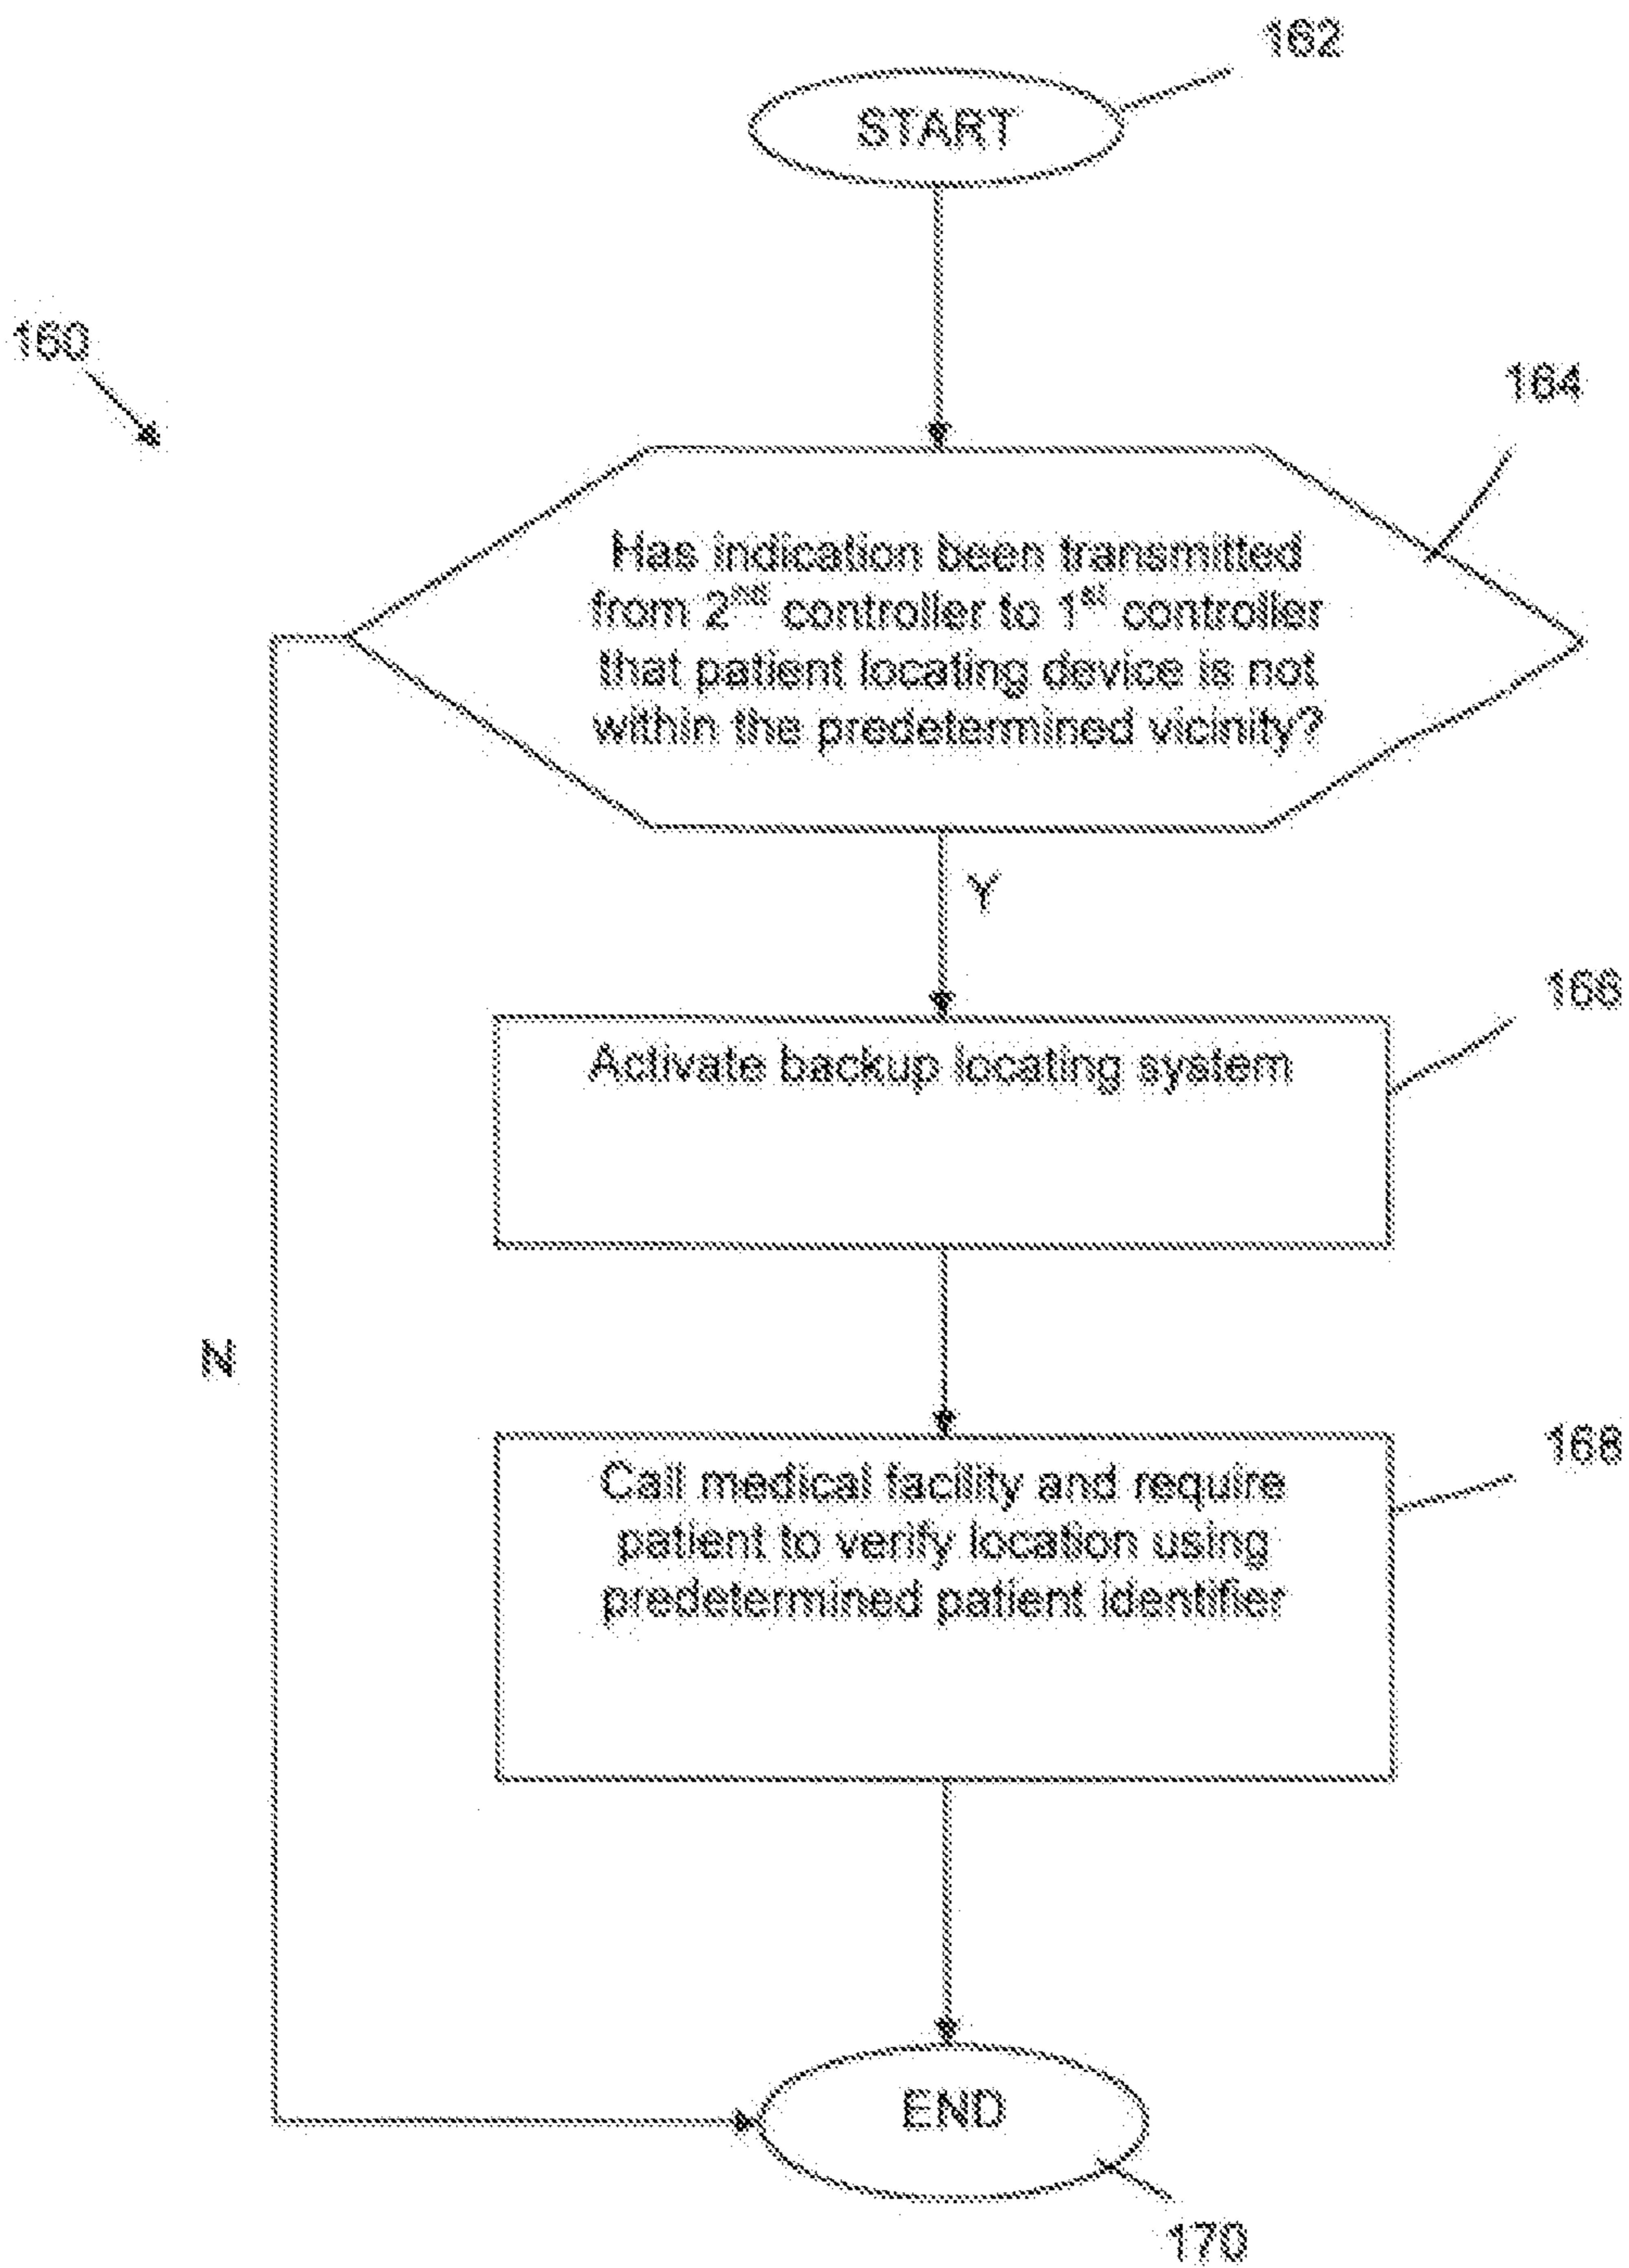 162
START
160
164
Has indication been transmitted
from 2nd controller to 1st controller
that patient locating device is not
within the predetermined vicinity?
Y
166
Activate backup locating system
N
168
Call medical facility and require
patient to verify location using
predetermined patient identifier
END
170